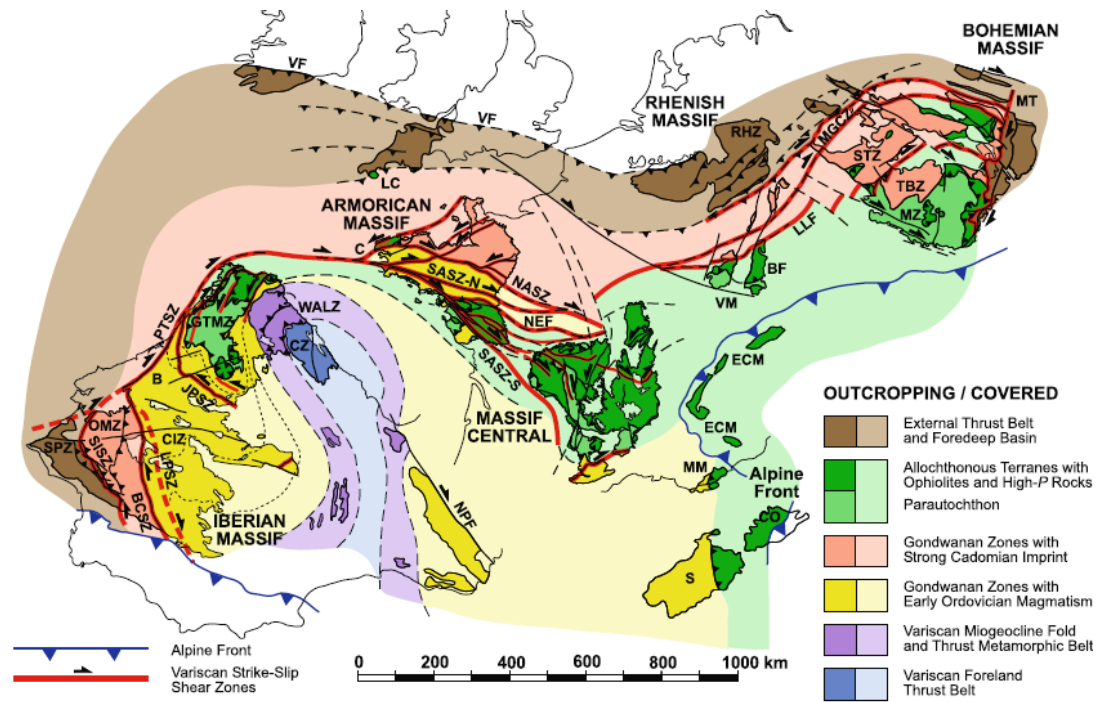 BOHEMIAN
MASSIF
VF
VF
RHENISH
MASSIF
RHZ
MGCZ
MT
STZ
TBZ
MZ
LLF
BF
VM
LC
ARMORICAN
MASSIF
C
SASZ-N
NASZ
NEF
SASZ-S
PTSZ
GTMZ
WALZ
CZ
B
JPSZ
CIZ
OMZ
SPZ
SISZ
LPSZ
BCSZ
IBERIAN
MASSIF
NPF
MASSIF
CENTRAL
ECM
ECM
MM
Alpine
Front
CO
S
OUTCROPPING / COVERED
External Thrust Belt
and Foredeep Basin
Allochthonous Terranes with
Ophiolites and High-P Rocks
Parautochthon
Gondwanan Zones with
Strong Cadomian Imprint
Gondwanan Zones with
Early Ordovician Magmatism
Variscan Miogeocline Fold
and Thrust Metamorphic Belt
Variscan Foreland
Thrust Belt
Alpine Front
Variscan Strike-Slip
Shear Zones
0 200 400 600 800 1000 km